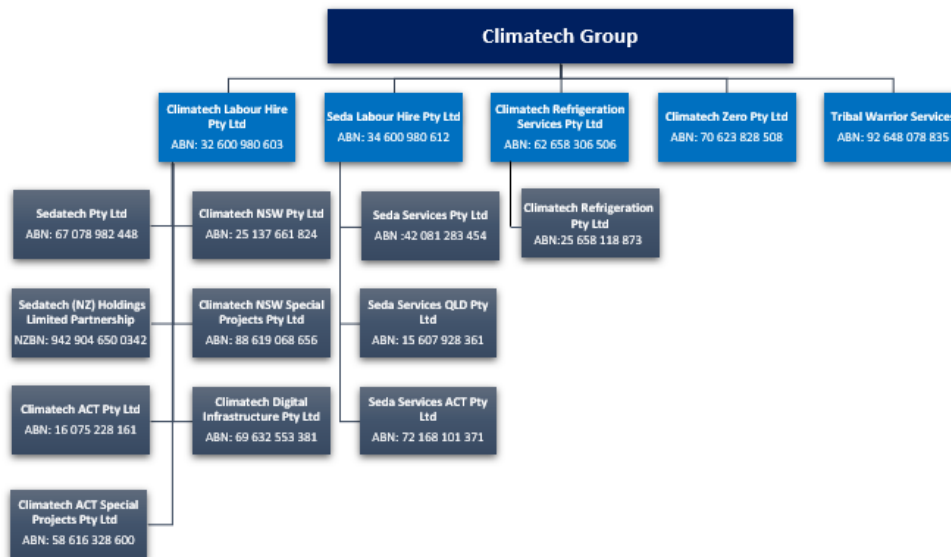 Climatech Group
Climatech Labour Hire
Pty Ltd
ABN: 32 600 980 603
Seda Labour Hire Pty Ltd
ABN: 34 600 980 612
Climatech Refrigeration
Services Pty Ltd
ABN: 62 658 306 506
Climatech Zero Pty Ltd
ABN: 70 623 828 508
Tribal Warrior Services
ABN: 92 648 078 835
Sedatech Pty Ltd
ABN: 67 078 982 448
Climatech NSW Pty Ltd
ABN: 25 137 661 824
Seda Services Pty Ltd
ABN :42 081 283 454
Climatech Refrigeration
Pty Ltd
ABN:25 658 118 873
Sedatech (NZ) Holdings
Limited Partnership
NZBN: 942 904 650 0342
Climatech NSW Special
Projects Pty Ltd
ABN: 88 619 068 656
Seda Services QLD Pty
Ltd
ABN: 15 607 928 361
Climatech ACT Pty Ltd
ABN: 16 075 228 161
Climatech Digital
Infrastructure Pty Ltd
ABN: 69 632 553 381
Seda Services ACT Pty
Ltd
ABN: 72 168 101 371
Climatech ACT Special
Projects Pty Ltd
ABN: 58 616 328 600